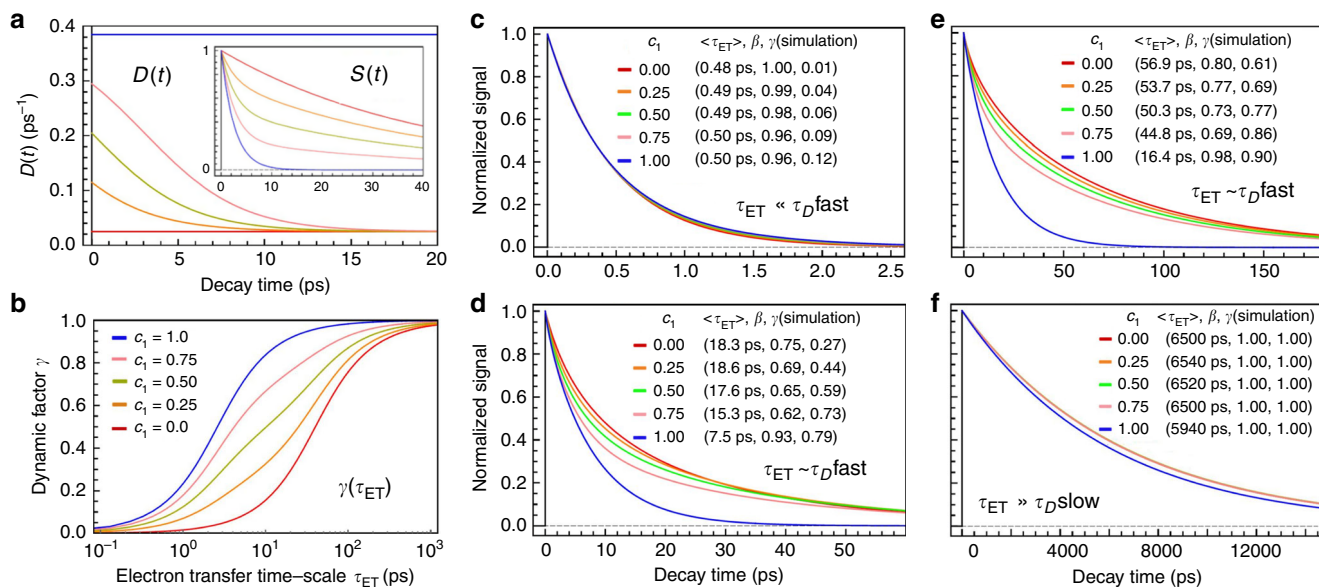 a
D(t) (ps⁻¹)
0.4
0.3
0.2
0.1
0.0
D(t)
S(t)
1
0
0 10 20 30 40
0 5 10 15 20
Decay time (ps)
b
Dynamic factor γ
1.0
0.8
0.6
0.4
0.2
0.0
c₁ = 1.0
c₁ = 0.75
c₁ = 0.50
c₁ = 0.25
c₁ = 0.0
γ(τET)
10⁻¹ 10⁰ 10¹ 10² 10³
Electron transfer time–scale τET (ps)
c
Normalized signal
1.0
0.8
0.6
0.4
0.2
0.0
c₁ <τET>, β, γ(simulation)
0.00 (0.48 ps, 1.00, 0.01)
0.25 (0.49 ps, 0.99, 0.04)
0.50 (0.49 ps, 0.98, 0.06)
0.75 (0.50 ps, 0.96, 0.09)
1.00 (0.50 ps, 0.96, 0.12)
τET « τD fast
0.0 0.5 1.0 1.5 2.0 2.5
d
Normalized signal
1.0
0.8
0.6
0.4
0.2
0.0
c₁ <τET>, β, γ(simulation)
0.00 (18.3 ps, 0.75, 0.27)
0.25 (18.6 ps, 0.69, 0.44)
0.50 (17.6 ps, 0.65, 0.59)
0.75 (15.3 ps, 0.62, 0.73)
1.00 (7.5 ps, 0.93, 0.79)
τET ~τD fast
0 10 20 30 40 50
Decay time (ps)
e
c₁ <τET>, β, γ(simulation)
0.00 (56.9 ps, 0.80, 0.61)
0.25 (53.7 ps, 0.77, 0.69)
0.50 (50.3 ps, 0.73, 0.77)
0.75 (44.8 ps, 0.69, 0.86)
1.00 (16.4 ps, 0.98, 0.90)
τET ~τD fast
0 50 100 150
f
c₁ <τET>, β, γ(simulation)
0.00 (6500 ps, 1.00, 1.00)
0.25 (6540 ps, 1.00, 1.00)
0.50 (6520 ps, 1.00, 1.00)
0.75 (6500 ps, 1.00, 1.00)
1.00 (5940 ps, 1.00, 1.00)
τET » τD slow
0 4000 8000 12000
Decay time (ps)